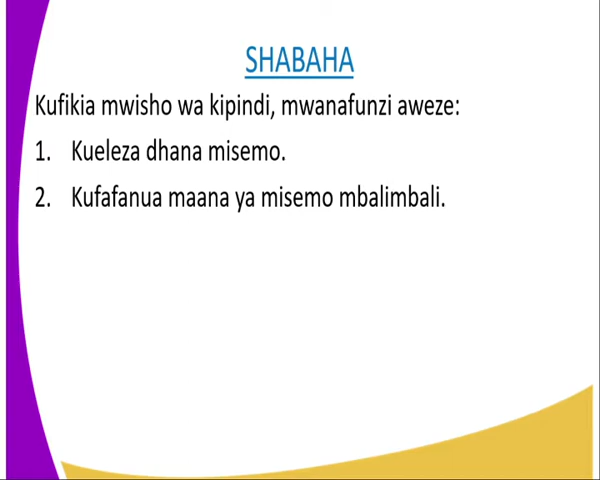 SHABAHA
Kufikia mwisho wa kipindi, mwanafunzi aweze:
1. Kueleza dhana misemo.
2. Kufafanua maana ya misemo mbalimbali.